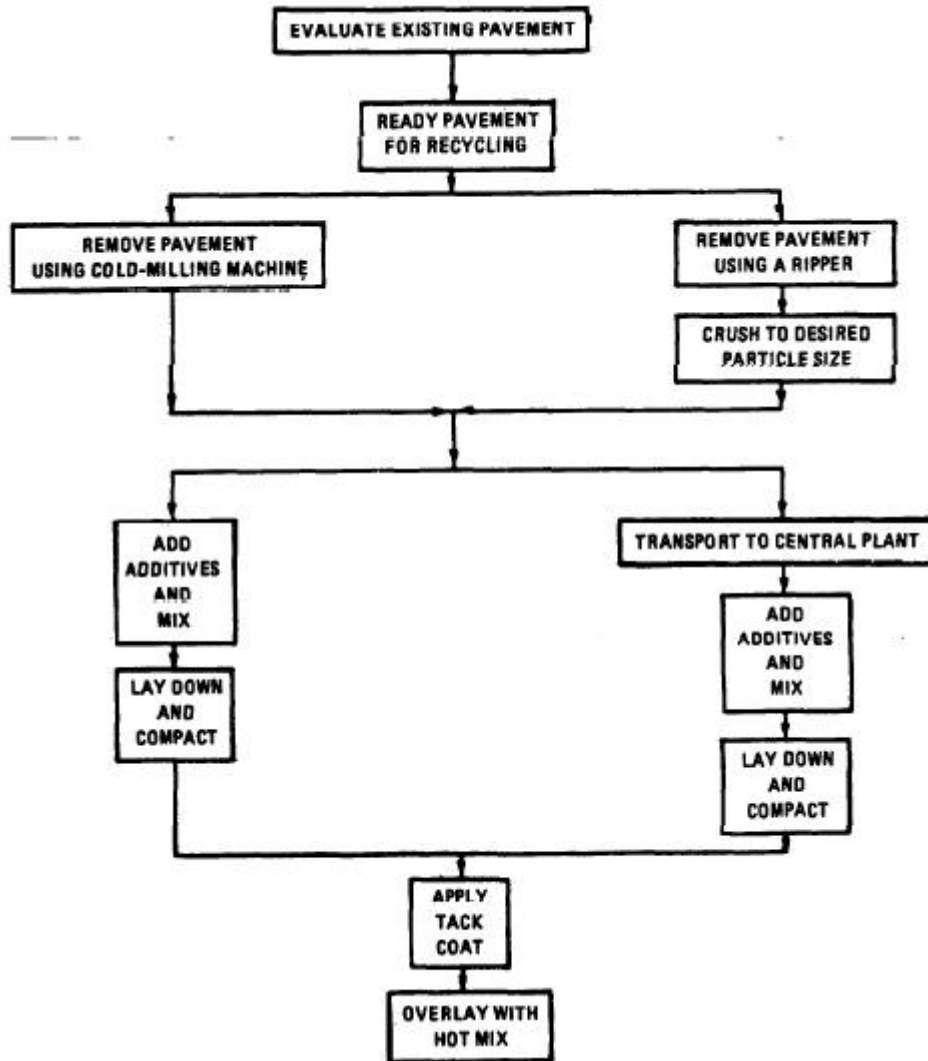 EVALUATE EXISTING PAVEMENT
READY PAVEMENT
FOR RECYCLING
REMOVE PAVEMENT
USING COLD-MILLING MACHINE
REMOVE PAVEMENT
USING A RIPPER
CRUSH TO DESIRED
PARTICLE SIZE
ADD
ADDITIVES
AND
MIX
LAY DOWN
AND
COMPACT
TRANSPORT TO CENTRAL PLANT
ADD
ADDITIVES
AND
MIX
LAY DOWN
AND
COMPACT
APPLY
TACK
COAT
OVERLAY WITH
HOT MIX